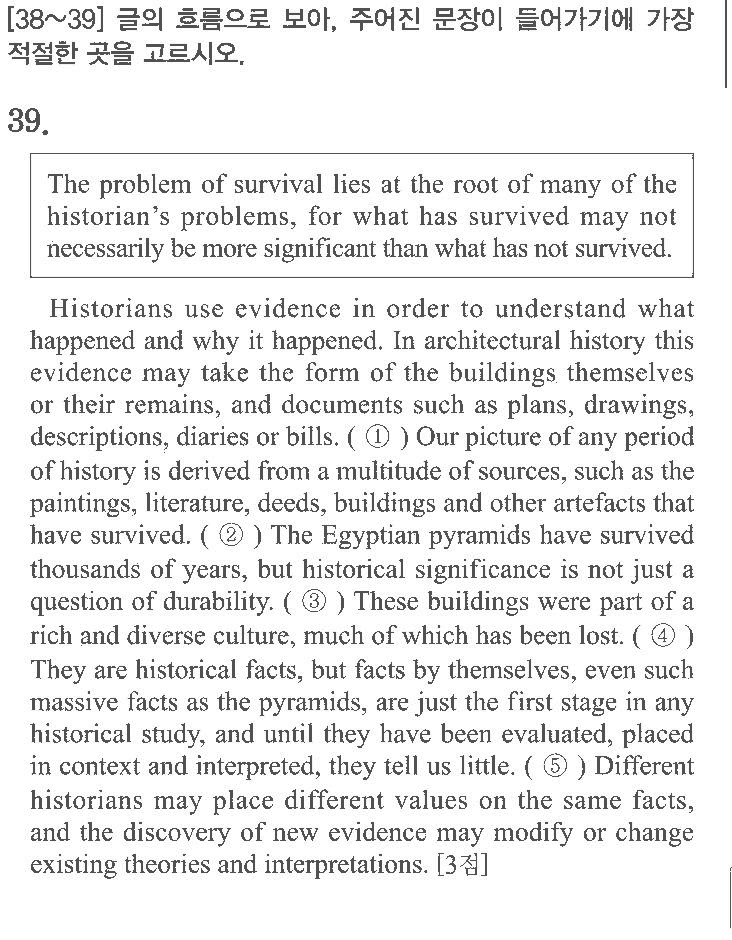 [38～39] 글의 흐름으로 보아, 주어진 문장이 들어가기에 가장
적절한 곳을 고르시오.
39.
The problem of survival lies at the root of many of the
historian's problems, for what has survived may not
necessarily be more significant than what has not survived.
Historians use evidence in order to understand what
happened and why it happened. In architectural history this
evidence may take the form of the buildings themselves
or their remains, and documents such as plans, drawings,
descriptions, diaries or bills. ( ① ) Our picture of any period
of history is derived from a multitude of sources, such as the
paintings, literature, deeds, buildings and other artefacts that
have survived. ( ② ) The Egyptian pyramids have survived
thousands of years, but historical significance is not just a
question of durability. ( ③ ) These buildings were part of a
rich and diverse culture, much of which has been lost. ( ④ )
They are historical facts, but facts by themselves, even such
massive facts as the pyramids, are just the first stage in any
historical study, and until they have been evaluated, placed
in context and interpreted, they tell us little. ( ⑤ ) Different
historians may place different values on the same facts,
and the discovery of new evidence may modify or change
existing theories and interpretations. [3점]